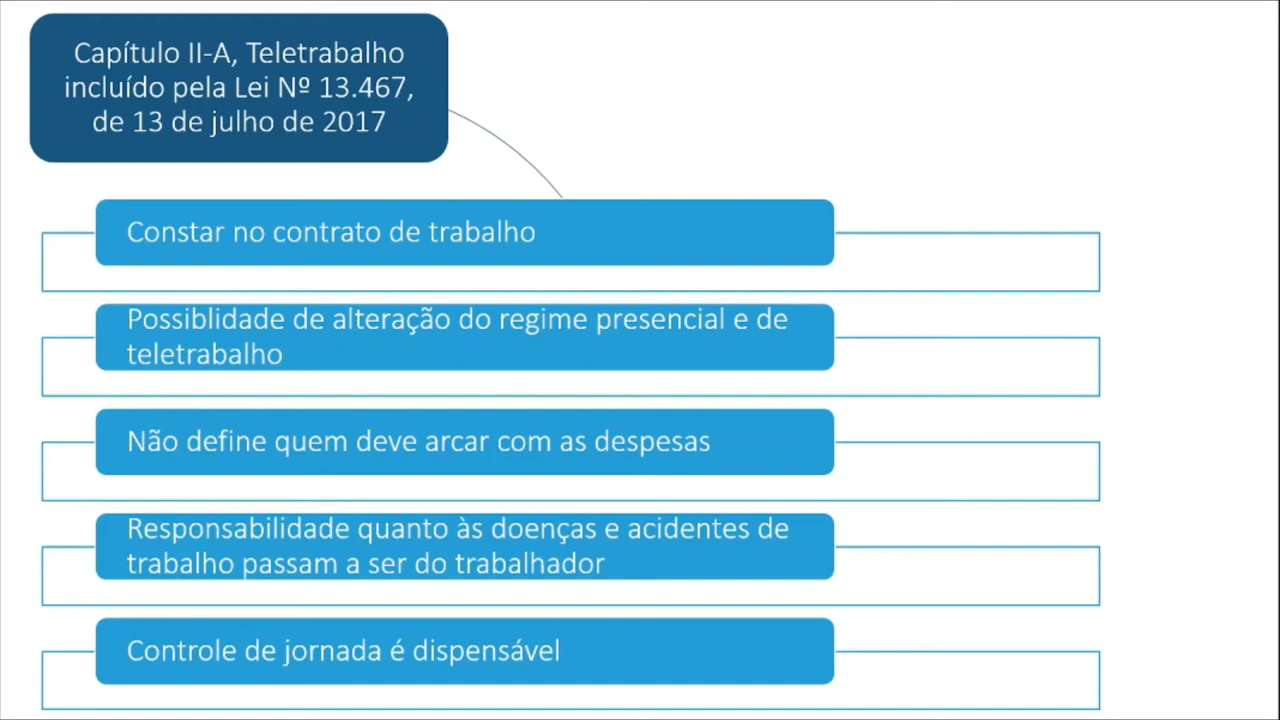 Capítulo II-A, Teletrabalho
incluído pela Lei Nº 13.467,
de 13 de julho de 2017
Constar no contrato de trabalho
Possiblidade de alteração do regime presencial e de
teletrabalho
Não define quem deve arcar com as despesas
Responsabilidade quanto às doenças e acidentes de
trabalho passam a ser do trabalhador
Controle de jornada é dispensável